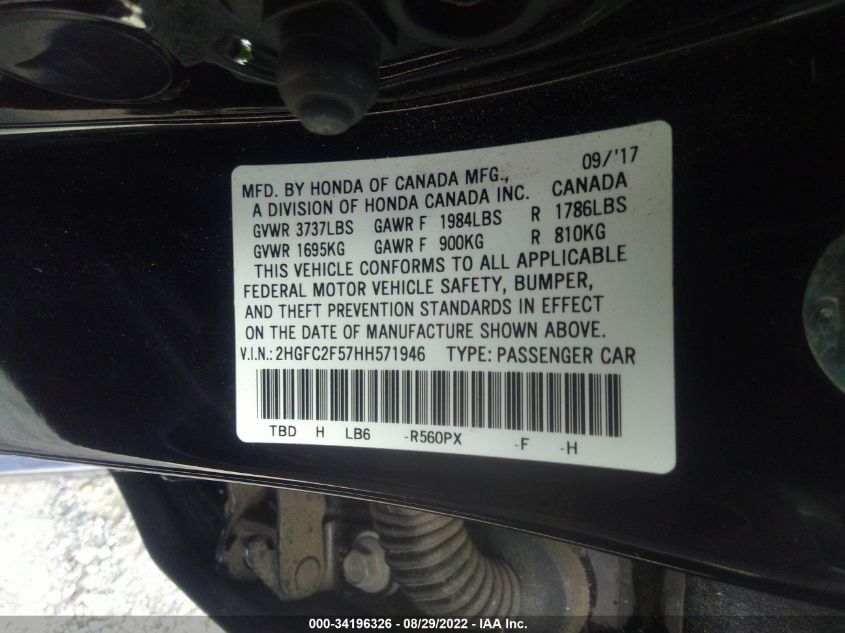 09/'17
MFD. BY HONDA OF CANADA MFG., CANADA
A DIVISION OF HONDA CANADA INC.
GVWR 3737LBS GAWR F 1984LBS R 1786LBS
GVWR 1695KG GAWR F 900KG R 810KG
THIS VEHICLE CONFORMS TO ALL APPLICABLE
FEDERAL MOTOR VEHICLE SAFETY, BUMPER,
AND THEFT PREVENTION STANDARDS IN EFFECT
ON THE DATE OF MANUFACTURE SHOWN ABOVE.
V.I.N.: 2HGFC2F57HH571946 TYPE: PASSENGER CAR
TBD H LB6 -R560PX -F -H
000-34196326 - 08/29/2022 - IAA Inc.